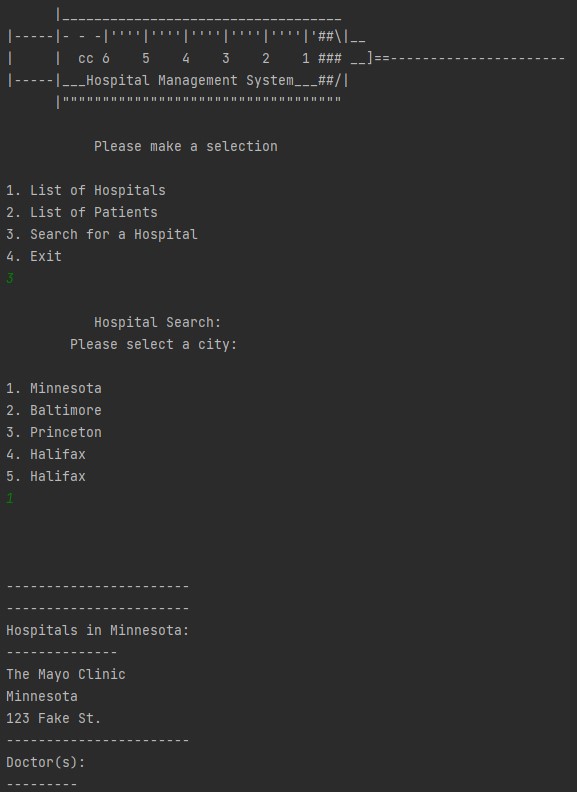 |___________________________________
|-----|- - -|''''|''''|''''|''''|''''|'##\|__
|     |  cc 6    5    4    3    2    1 ### __]==----------------------
|-----|___Hospital Management System___##/|
      |"""""""""""""""""""""""""""""""""""
Please make a selection
1. List of Hospitals
2. List of Patients
3. Search for a Hospital
4. Exit
3
Hospital Search:
Please select a city:
1. Minnesota
2. Baltimore
3. Princeton
4. Halifax
5. Halifax
1
-----------------------
-----------------------
Hospitals in Minnesota:
--------------
The Mayo Clinic
Minnesota
123 Fake St.
-----------------------
Doctor(s):
---------